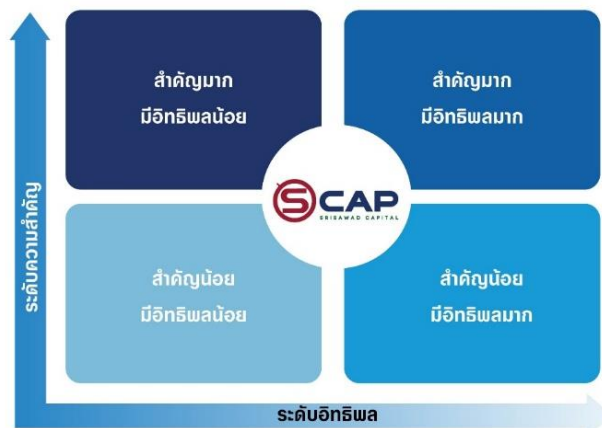 สำคัญมาก
มีอิทธิพลน้อย
สำคัญมาก
มีอิทธิพลมาก
SCAP
SRISAWAD CAPITAL
สำคัญน้อย
มีอิทธิพลน้อย
สำคัญน้อย
มีอิทธิพลมาก
ระดับความสำคัญ
ระดับอิทธิพล